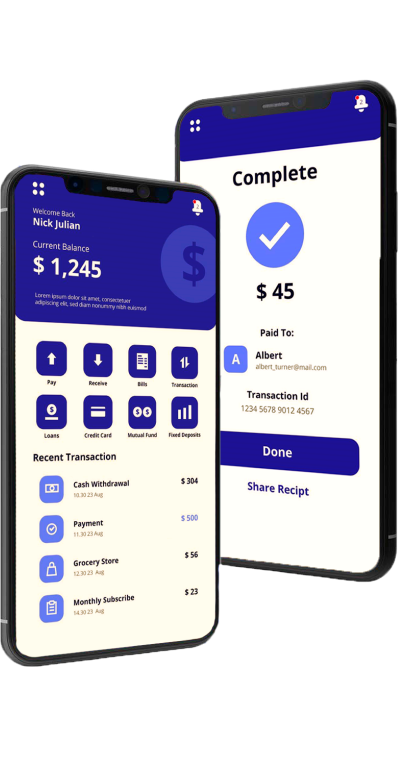 Welcome Back
Nick Julian
Current Balance
$ 1,245
Lorem ipsum dolor sit amet, consectetuer
adipiscing elit, sed diam nonummy nibh euismod
Pay
Receive
Bills
Transaction
Loans
Credit Card
Mutual Fund
Fixed Deposits
Recent Transaction
Cash Withdrawal
10.30 23 Aug
$ 304
Payment
11.30 23 Aug
$ 500
Grocery Store
12.30 23 Aug
$ 56
Monthly Subscribe
14.30 23 Aug
$ 23
Complete
$ 45
Paid To:
A
Albert
albert_turner@mail.com
Transaction Id
1234 5678 9012 4567
Done
Share Recipt